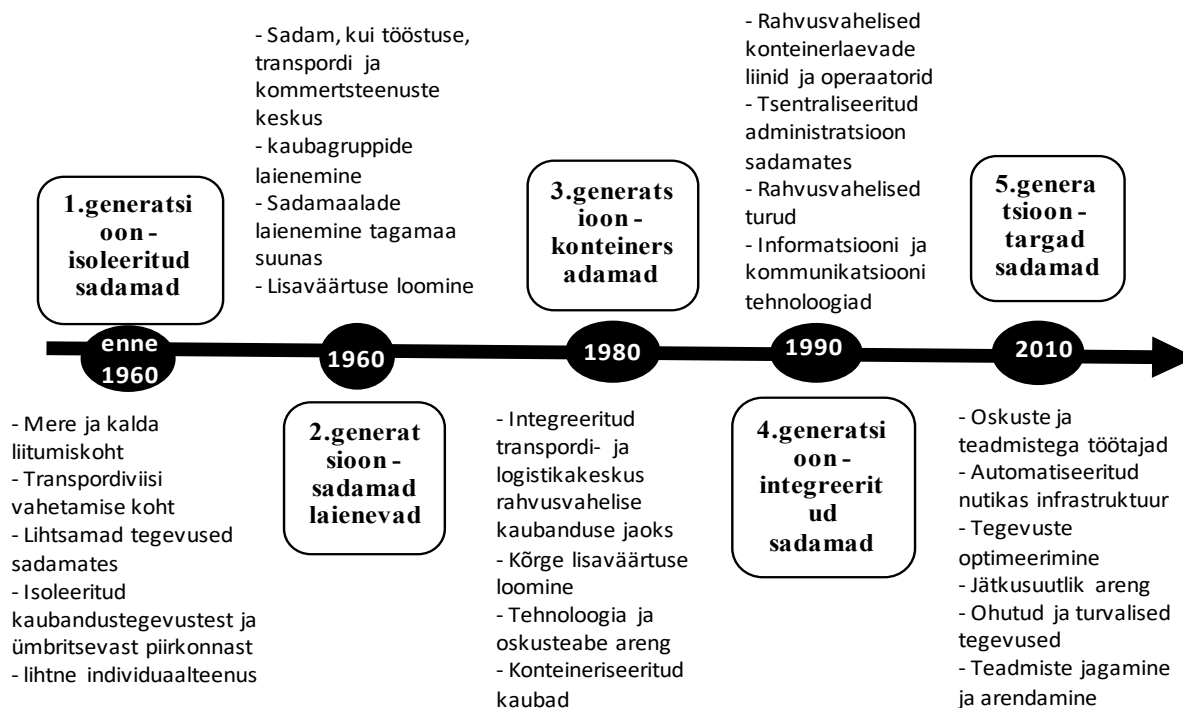 1.generatsi
oon -
isoleeritud
sadamad
enne
1960
- Mere ja kalda
liitumiskoht
- Transpordiviisi
vahetamise koht
- Lihtsamad tegevused
sadamates
- Isoleeritud
kaubandustegevustest ja
ümbritsevast piirkonnast
- lihtne individuaalteenus
- Sadam, kui tööstuse,
transpordi ja
kommertsteenuste
keskus
- kaubagruppide
laienemine
- Sadamaalade
laienemine tagamaa
suunas
- Lisaväärtuse loomine
1960
2.generat
sioon -
sadamad
laienevad
3.generats
ioon -
konteiners
adamad
1980
- Integreeritud
transpordi- ja
logistikakeskus
rahvusvahelise
kaubanduse jaoks
- Kõrge lisaväärtuse
loomine
- Tehnoloogia ja
oskusteabe areng
- Konteineriseeritud
kaubad
- Rahvusvahelised
konteinerlaevade
liinid ja operaatorid
- Tsentraliseeritud
administratsioon
sadamates
- Rahvusvahelised
turud
- Informatsiooni ja
kommunikatsiooni
tehnoloogiad
1990
4.generatsi
oon -
integreerit
ud
sadamad
5.genera
tsioon -
targad
sadamad
2010
- Oskuste ja
teadmistega töötajad
- Automatiseeritud
nutikas infrastruktuur
- Tegevuste
optimeerimine
- Jätkusuutlik areng
- Ohutud ja turvalised
tegevused
- Teadmiste jagamine
ja arendamine